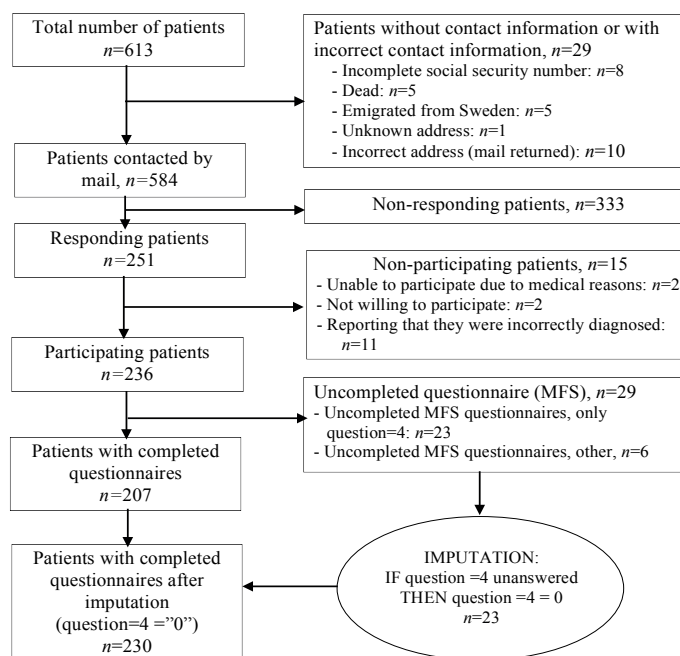 Total number of patients
n=613
Patients without contact information or with
incorrect contact information, n=29
- Incomplete social security number: n=8
- Dead: n=5
- Emigrated from Sweden: n=5
- Unknown address: n=1
- Incorrect address (mail returned): n=10
Patients contacted by
mail, n=584
Non-responding patients, n=333
Responding patients
n=251
Non-participating patients, n=15
- Unable to participate due to medical reasons: n=2
- Not willing to participate: n=2
- Reporting that they were incorrectly diagnosed:
n=11
Participating patients
n=236
Uncompleted questionnaire (MFS), n=29
- Uncompleted MFS questionnaires, only
question=4: n=23
- Uncompleted MFS questionnaires, other, n=6
Patients with completed
questionnaires
n=207
Patients with completed
questionnaires after
imputation
(question=4 =”0”)
n=230
IMPUTATION:
IF question =4 unanswered
THEN question =4 = 0
n=23